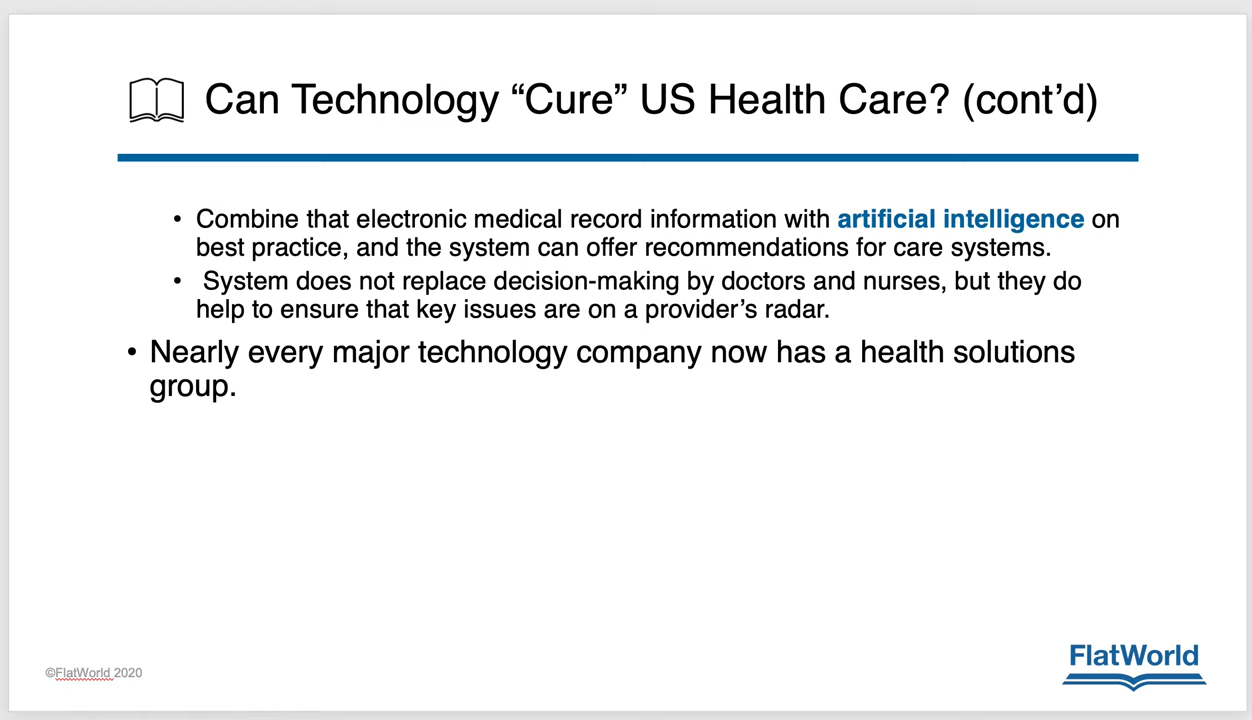 Can Technology “Cure” US Health Care? (cont’d)
• Combine that electronic medical record information with artificial intelligence on
best practice, and the system can offer recommendations for care systems.
• System does not replace decision-making by doctors and nurses, but they do
help to ensure that key issues are on a provider’s radar.
• Nearly every major technology company now has a health solutions
group.
©FlatWorld 2020
FlatWorld